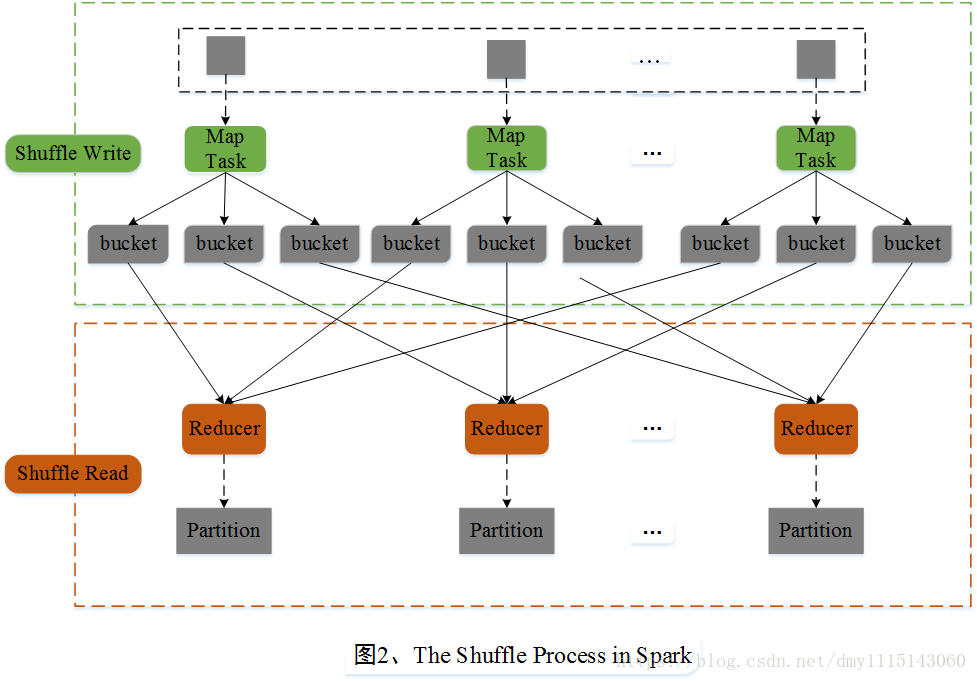 ...
Shuffle Write
Map
Task
Map
Task
...
Map
Task
bucket
bucket
bucket
bucket
bucket
bucket
bucket
bucket
bucket
Reducer
Reducer
...
Reducer
Shuffle Read
Partition
Partition
...
Partition
图2、The Shuffle Process in Spark
https://blog.csdn.net/dmy1115143060